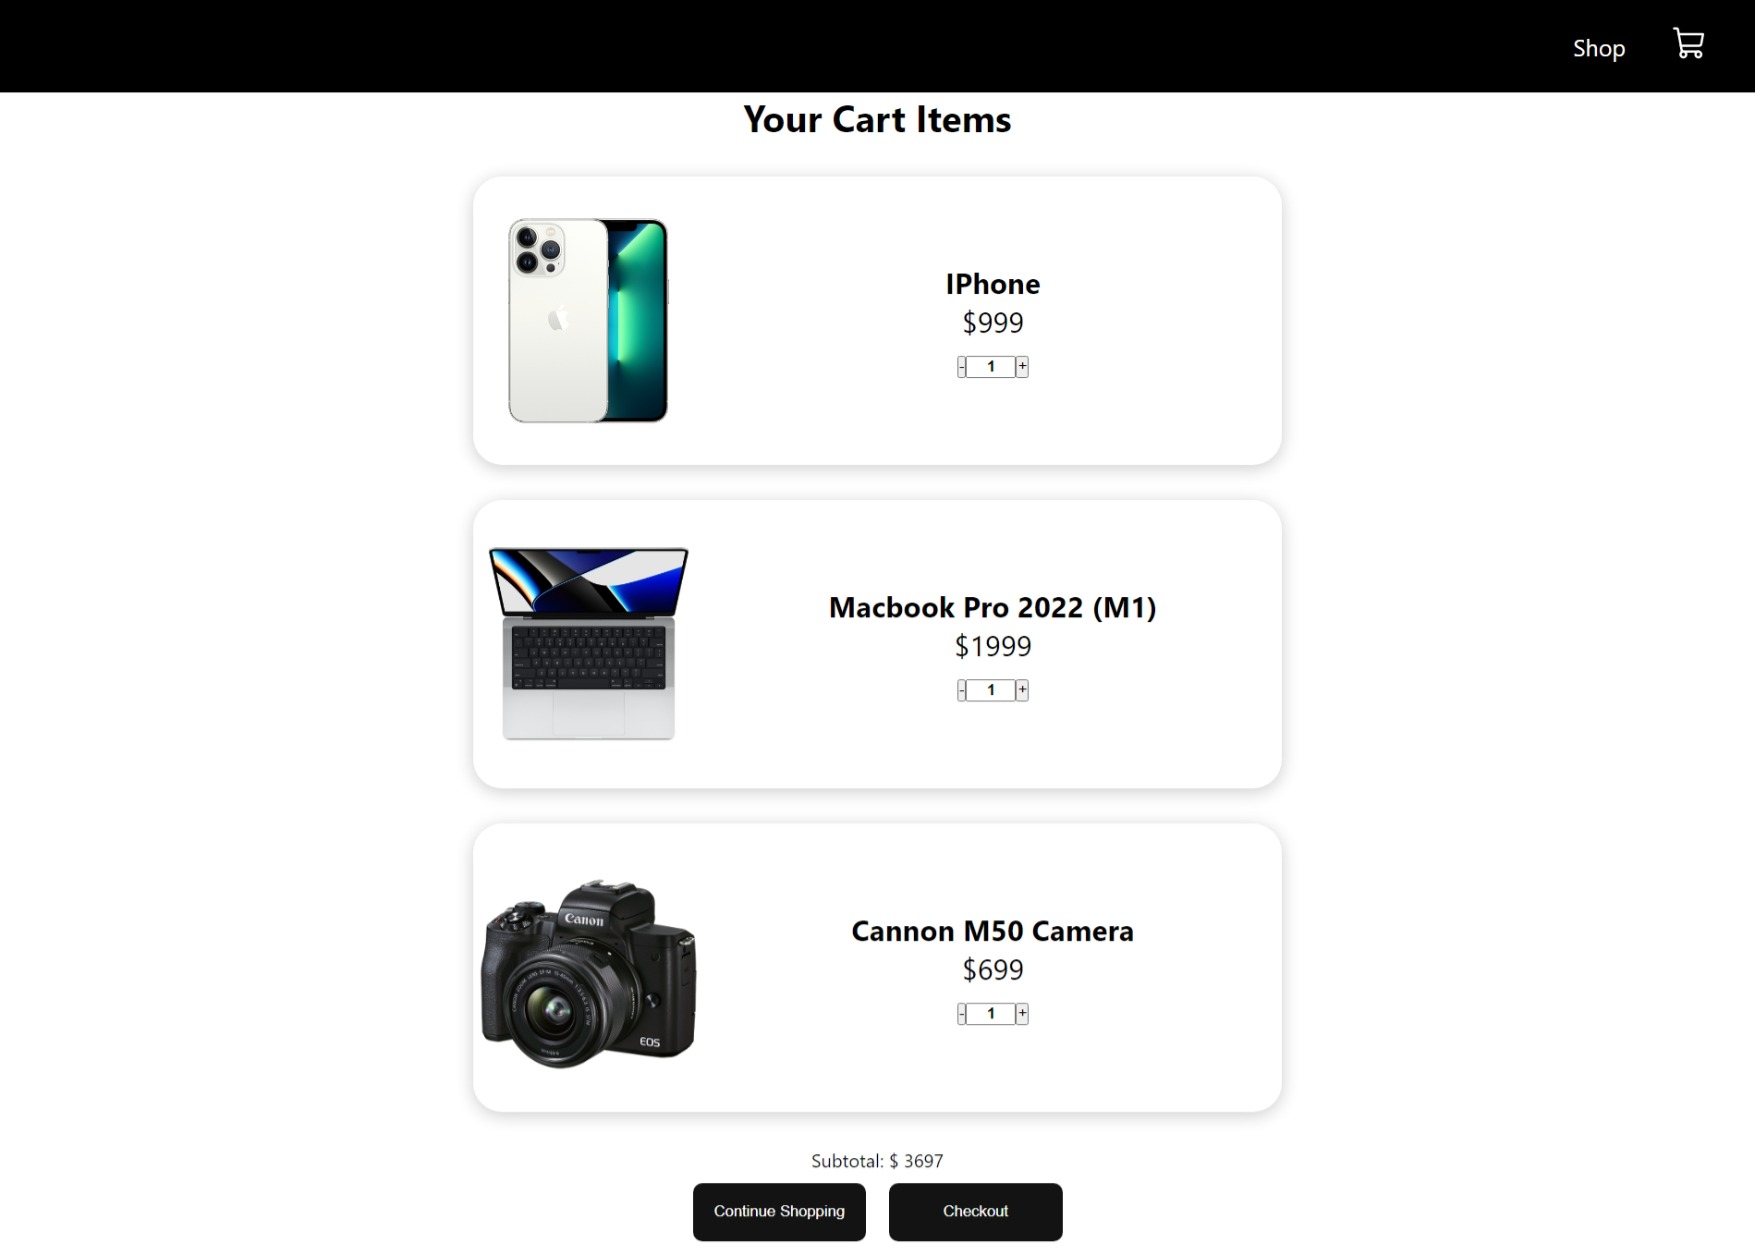 Shop
Your Cart Items
IPhone
$999
- 1 +
Macbook Pro 2022 (M1)
$1999
- 1 +
Canon
EOS
Cannon M50 Camera
$699
- 1 +
Subtotal: $ 3697
Continue Shopping
Checkout